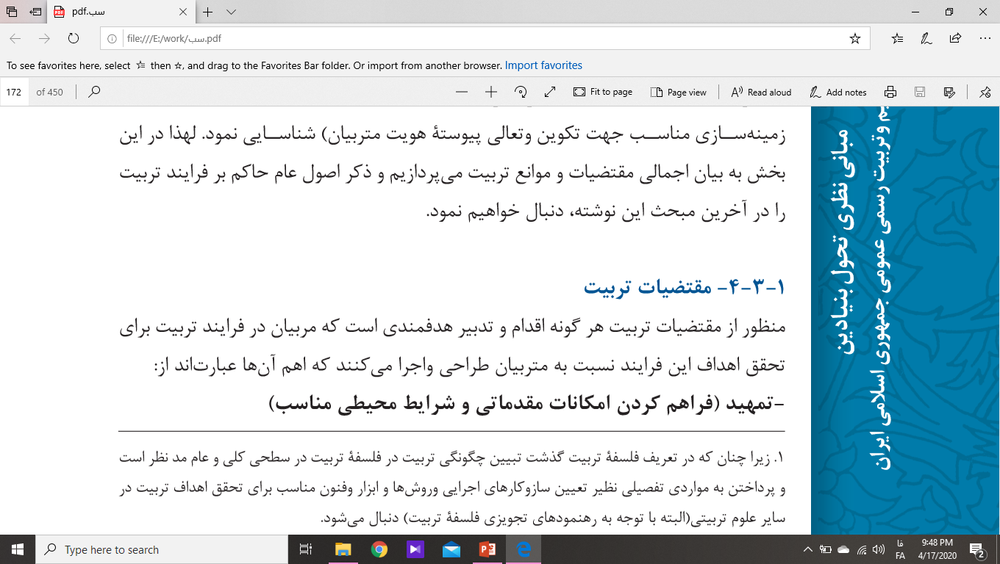 سب.pdf
file:///E:/work/سب.pdf
To see favorites here, select then ☆, and drag to the Favorites Bar folder. Or import from another browser. Import favorites
172 of 450 Fit to page Page view Read aloud Add notes
زمینه‌ســازی مناسـب جهت تکوین وتعالی پیوستهٔ هویت متربیان) شناسـایی نمود. لهذا در این
بخش به بیان اجمالی مقتضیات و موانع تربیت می‌پردازیم و ذکر اصول عام حاکم بر فرایند تربیت
را در آخرین مبحث این نوشته، دنبال خواهیم نمود.
۴-۳-۱- مقتضیات تربیت
منظور از مقتضیات تربیت هر گونه اقدام و تدبیر هدفمندی است که مربیان در فرایند تربیت برای
تحقق اهداف این فرایند نسبت به متربیان طراحی واجرا می‌کنند که اهم آن‌ها عبارت‌اند از:
-تمهید (فراهم کردن امکانات مقدماتی و شرایط محیطی مناسب)
۱. زیرا چنان که در تعریف فلسفهٔ تربیت گذشت تبیین چگونگی تربیت در فلسفهٔ تربیت در سطحی کلی و عام مد نظر است
و پرداختن به مواردی تفصیلی نظیر تعیین سازوکارهای اجرایی وروش‌ها و ابزار وفنون مناسب برای تحقق اهداف تربیت در
سایر علوم تربیتی(البته با توجه به رهنمودهای تجویزی فلسفهٔ تربیت) دنبال می‌شود.
مبانی نظری تحول بنیادین
وتربیت رسمی عمومی جمهوری اسلامی ایران
Type here to search
فا 9:48 PM
FA 4/17/2020 2